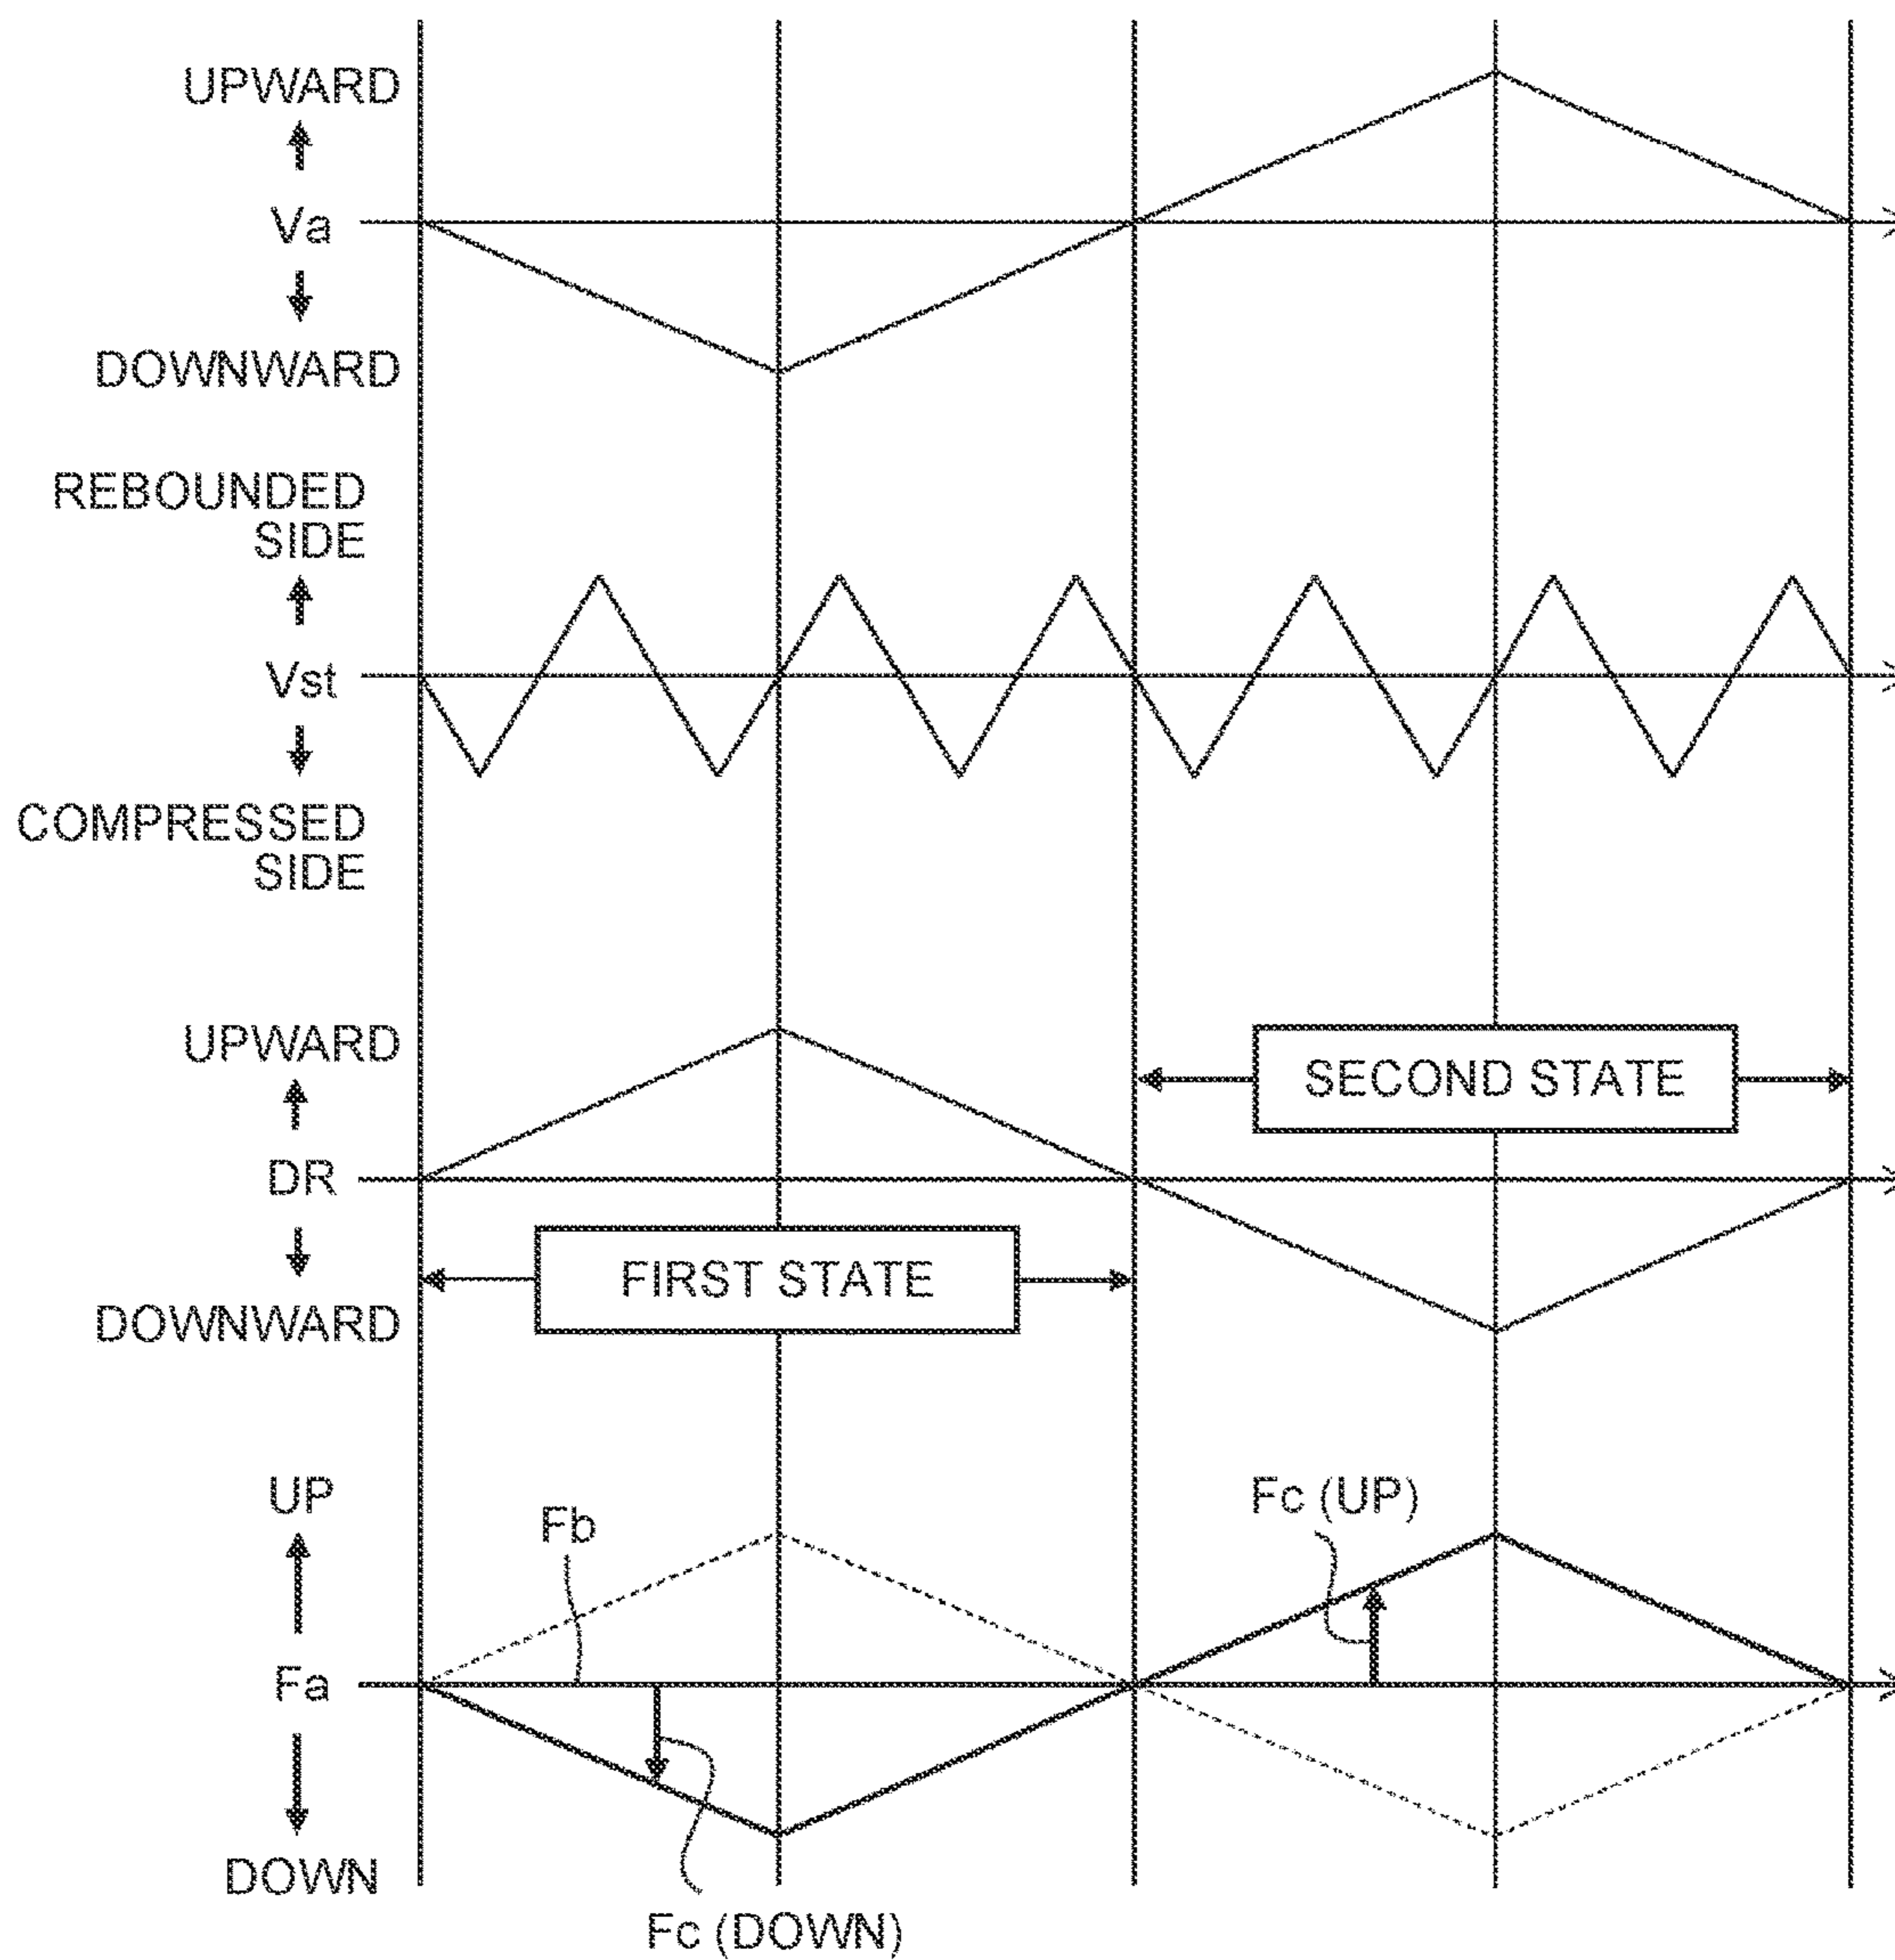 UPWARD
Va
DOWNWARD
REBOUNDED
SIDE
Vst
COMPRESSED
SIDE
UPWARD
SECOND STATE
DR
FIRST STATE
DOWNWARD
UP
Fb
Fc (UP)
Fa
DOWN
Fc (DOWN)